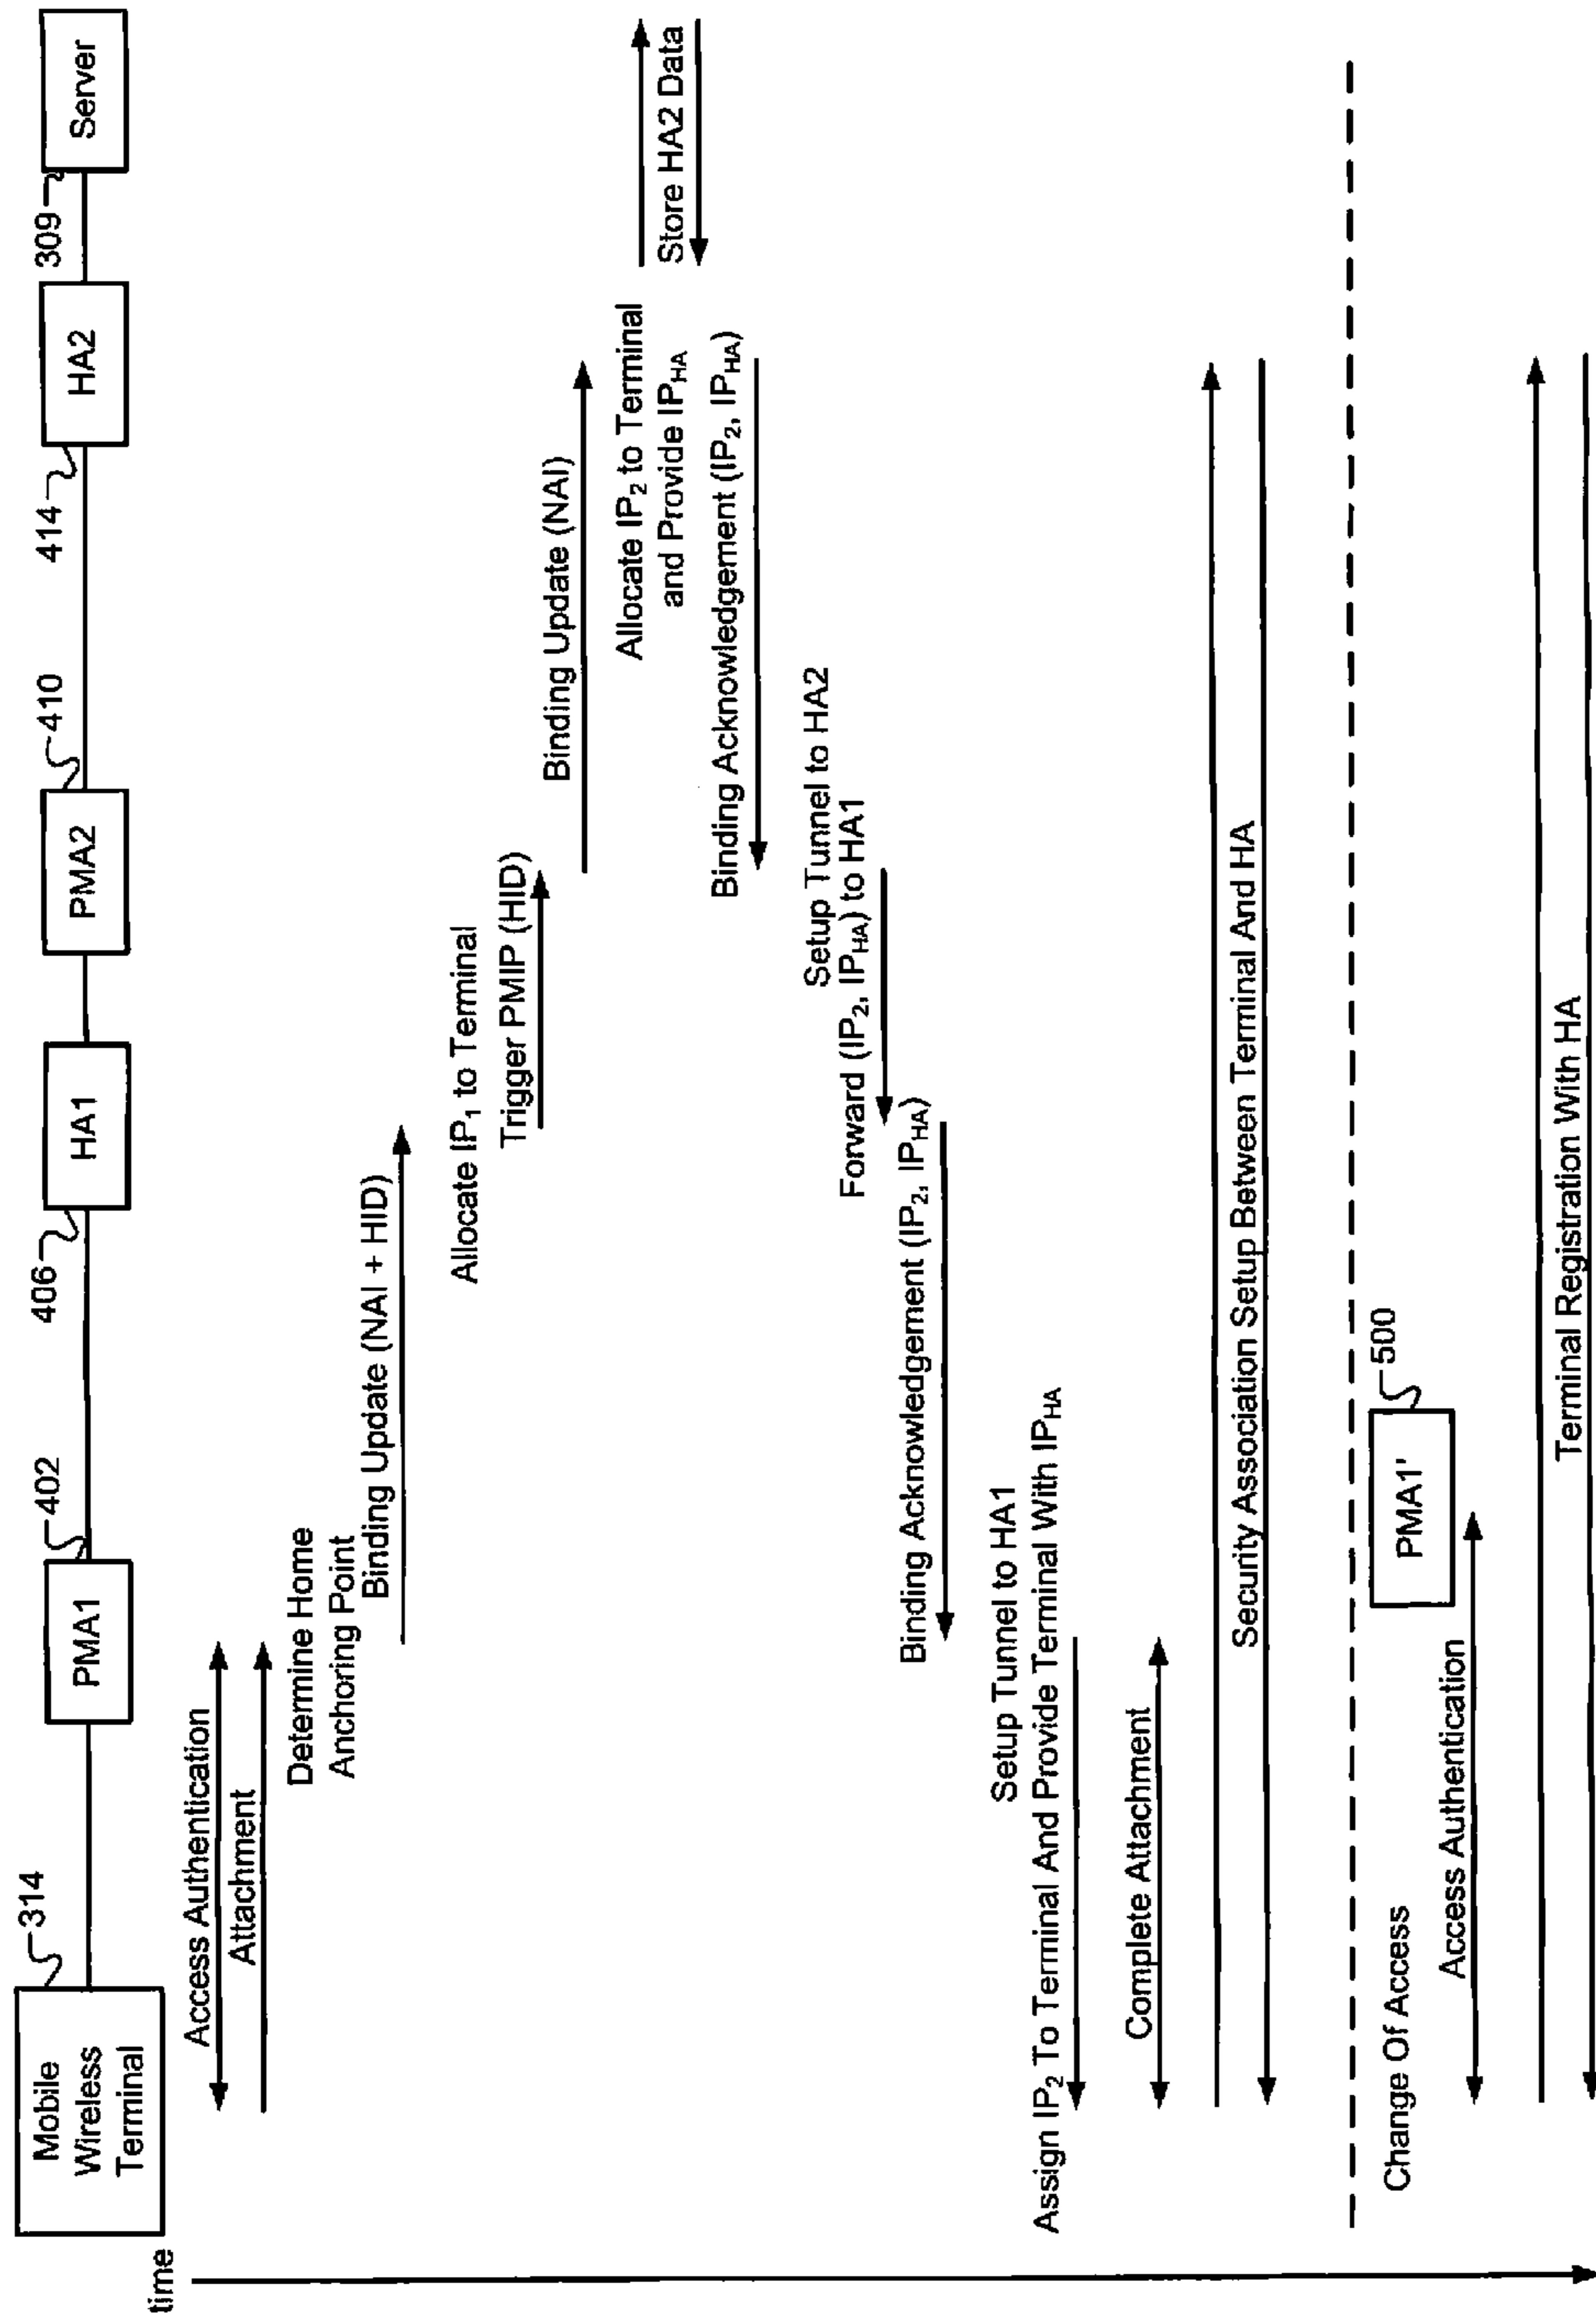 314
402
406
410
414
309
Mobile
Wireless
Terminal
PMA1
HA1
PMA2
HA2
Server
time
Access Authentication
Attachment
Determine Home
Anchoring Point
Binding Update (NAI + HID)
Allocate IP₁ to Terminal
Trigger PMIP (HID)
Binding Update (NAI)
Allocate IP₂ to Terminal
and Provide IPHA
Store HA2 Data
Binding Acknowledgement (IP₂, IPHA)
Setup Tunnel to HA2
Forward (IP₂, IPHA) to HA1
Binding Acknowledgement (IP₂, IPHA)
Setup Tunnel to HA1
Assign IP₂ To Terminal And Provide Terminal With IPHA
Complete Attachment
Security Association Setup Between Terminal And HA
Change Of Access
PMA1'
500
Access Authentication
Terminal Registration With HA